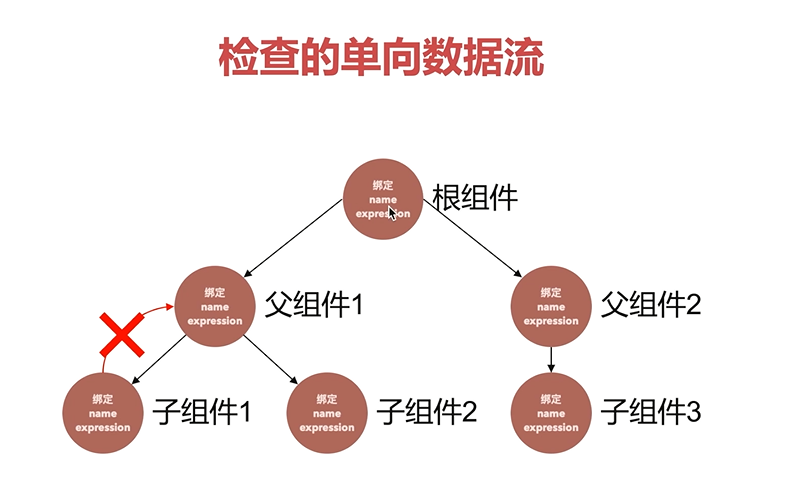 检查的单向数据流
绑定
name
expression
根组件
绑定
name
expression
父组件1
绑定
name
expression
父组件2
绑定
name
expression
子组件1
绑定
name
expression
子组件2
绑定
name
expression
子组件3